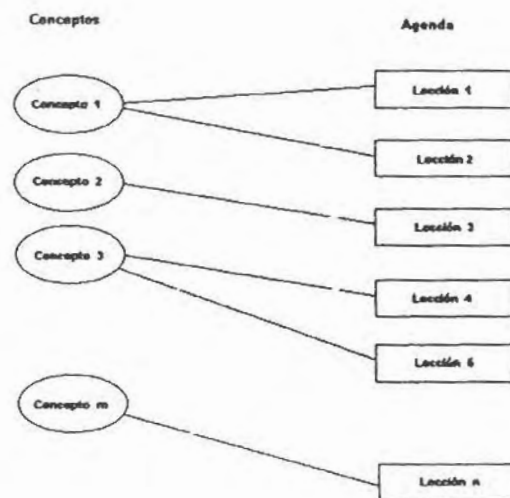 Conceptos
Agenda
Concepto 1
Lección 1
Lección 2
Concepto 2
Lección 3
Concepto 3
Lección 4
Lección 5
Concepto m
Lección n